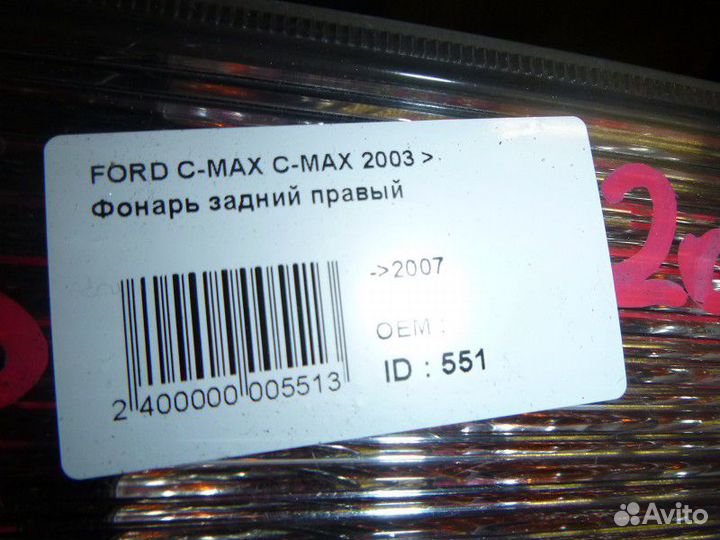 FORD C-MAX C-MAX 2003 >
Фонарь задний правый
->2007
OEM :
ID : 551
2 400000 005513
Avito